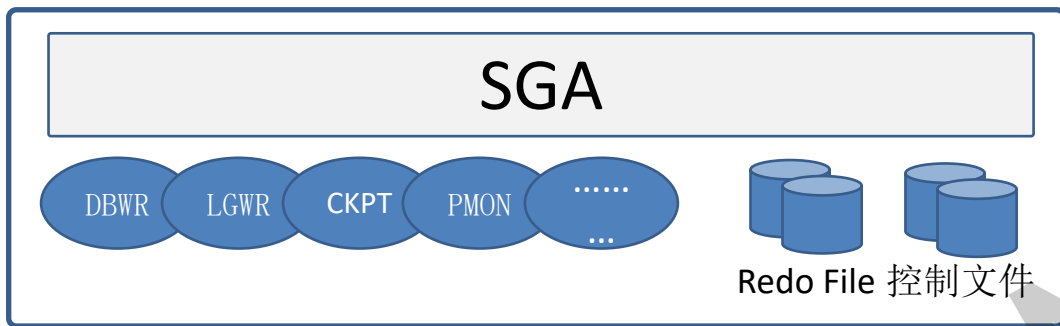 SGA
DBWR LGWR CKPT PMON ……
…
Redo File 控制文件